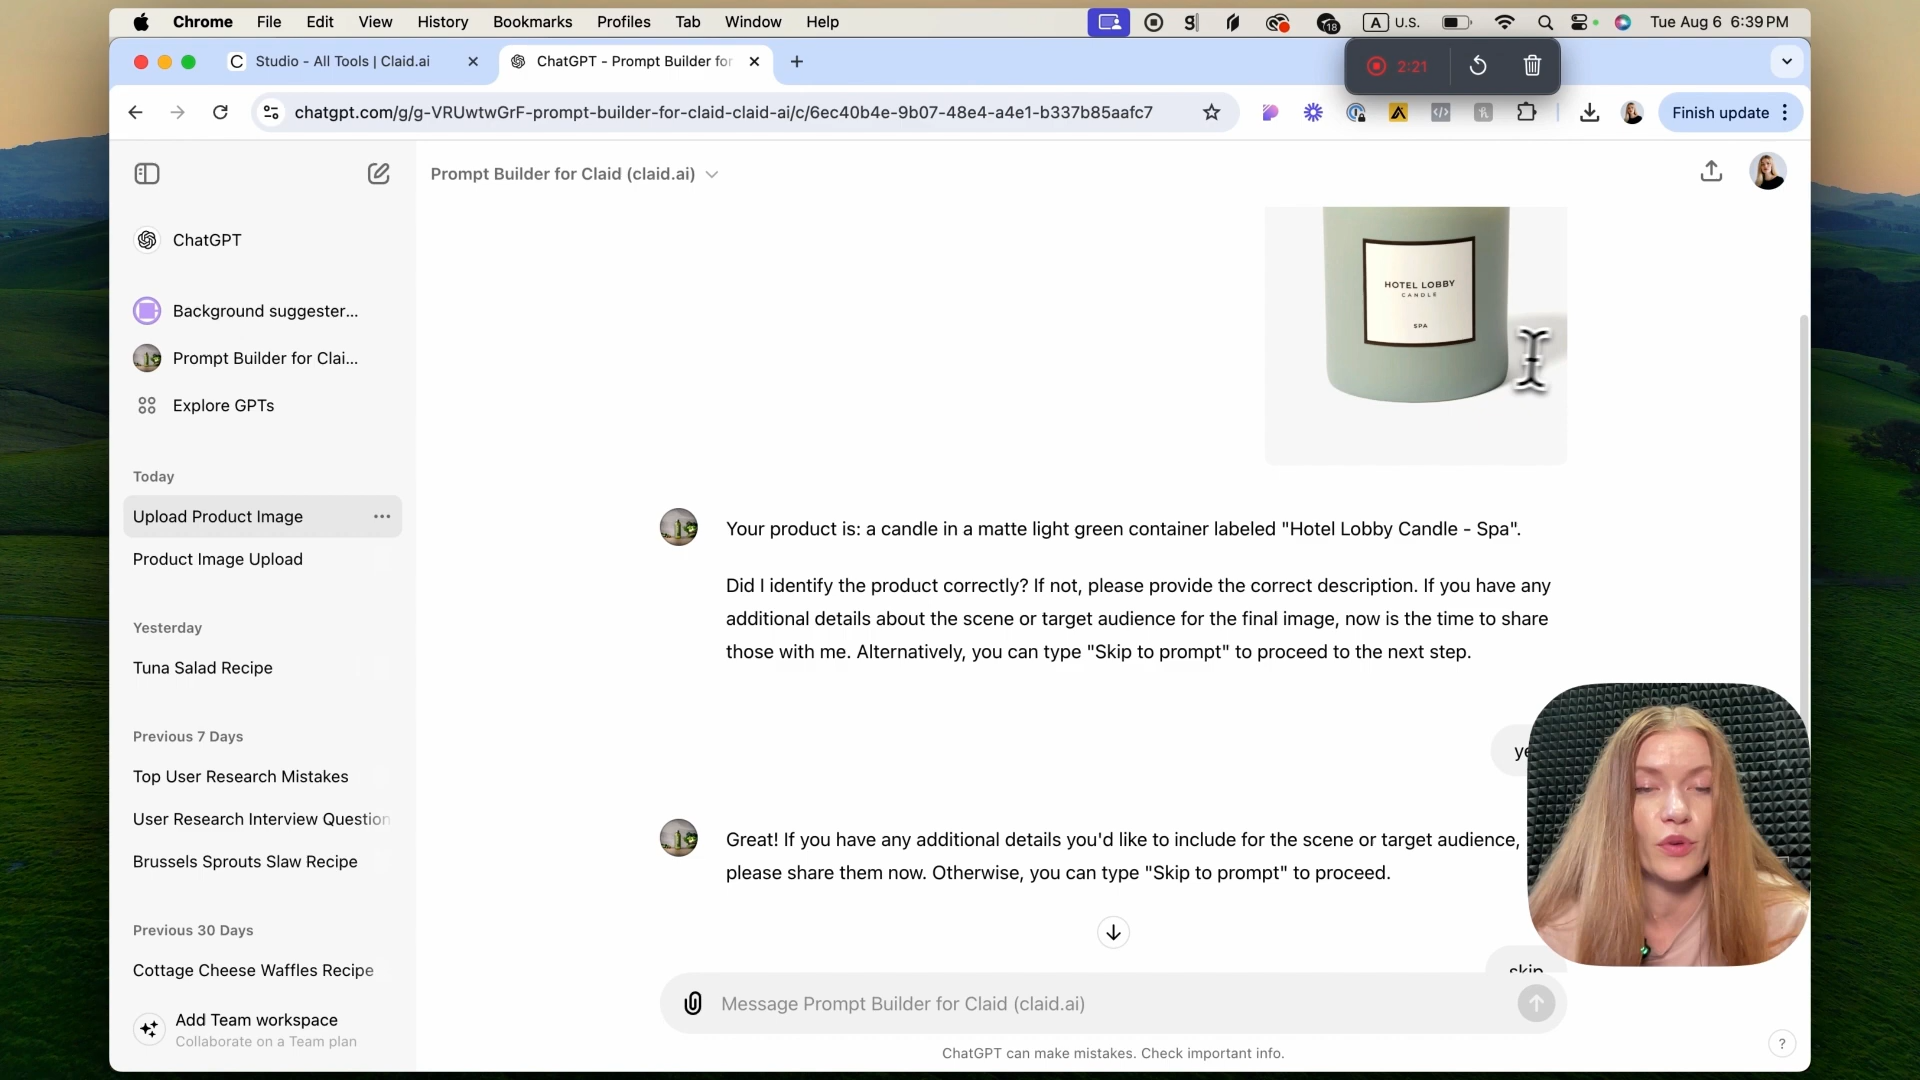 Chrome File Edit View History Bookmarks Profiles Tab Window Help
18
A U.S.
Tue Aug 6 6:39 PM
Studio - All Tools | Claid.ai
ChatGPT - Prompt Builder for
2:21
chatgpt.com/g/g-VRUwtwGrF-prompt-builder-for-claid-claid-ai/c/6ec40b4e-9b07-48e4-a4e1-b337b85aafc7
Finish update
Prompt Builder for Claid (claid.ai)
ChatGPT
Background suggester...
Prompt Builder for Clai...
Explore GPTs
Today
Upload Product Image
Product Image Upload
Yesterday
Tuna Salad Recipe
Previous 7 Days
Top User Research Mistakes
User Research Interview Question
Brussels Sprouts Slaw Recipe
Previous 30 Days
Cottage Cheese Waffles Recipe
Add Team workspace
Collaborate on a Team plan
HOTEL LOBBY
CANDLE
SPA
Your product is: a candle in a matte light green container labeled "Hotel Lobby Candle - Spa".
Did I identify the product correctly? If not, please provide the correct description. If you have any
additional details about the scene or target audience for the final image, now is the time to share
those with me. Alternatively, you can type "Skip to prompt" to proceed to the next step.
ye
Great! If you have any additional details you'd like to include for the scene or target audience,
please share them now. Otherwise, you can type "Skip to prompt" to proceed.
skip
Message Prompt Builder for Claid (claid.ai)
ChatGPT can make mistakes. Check important info.
?